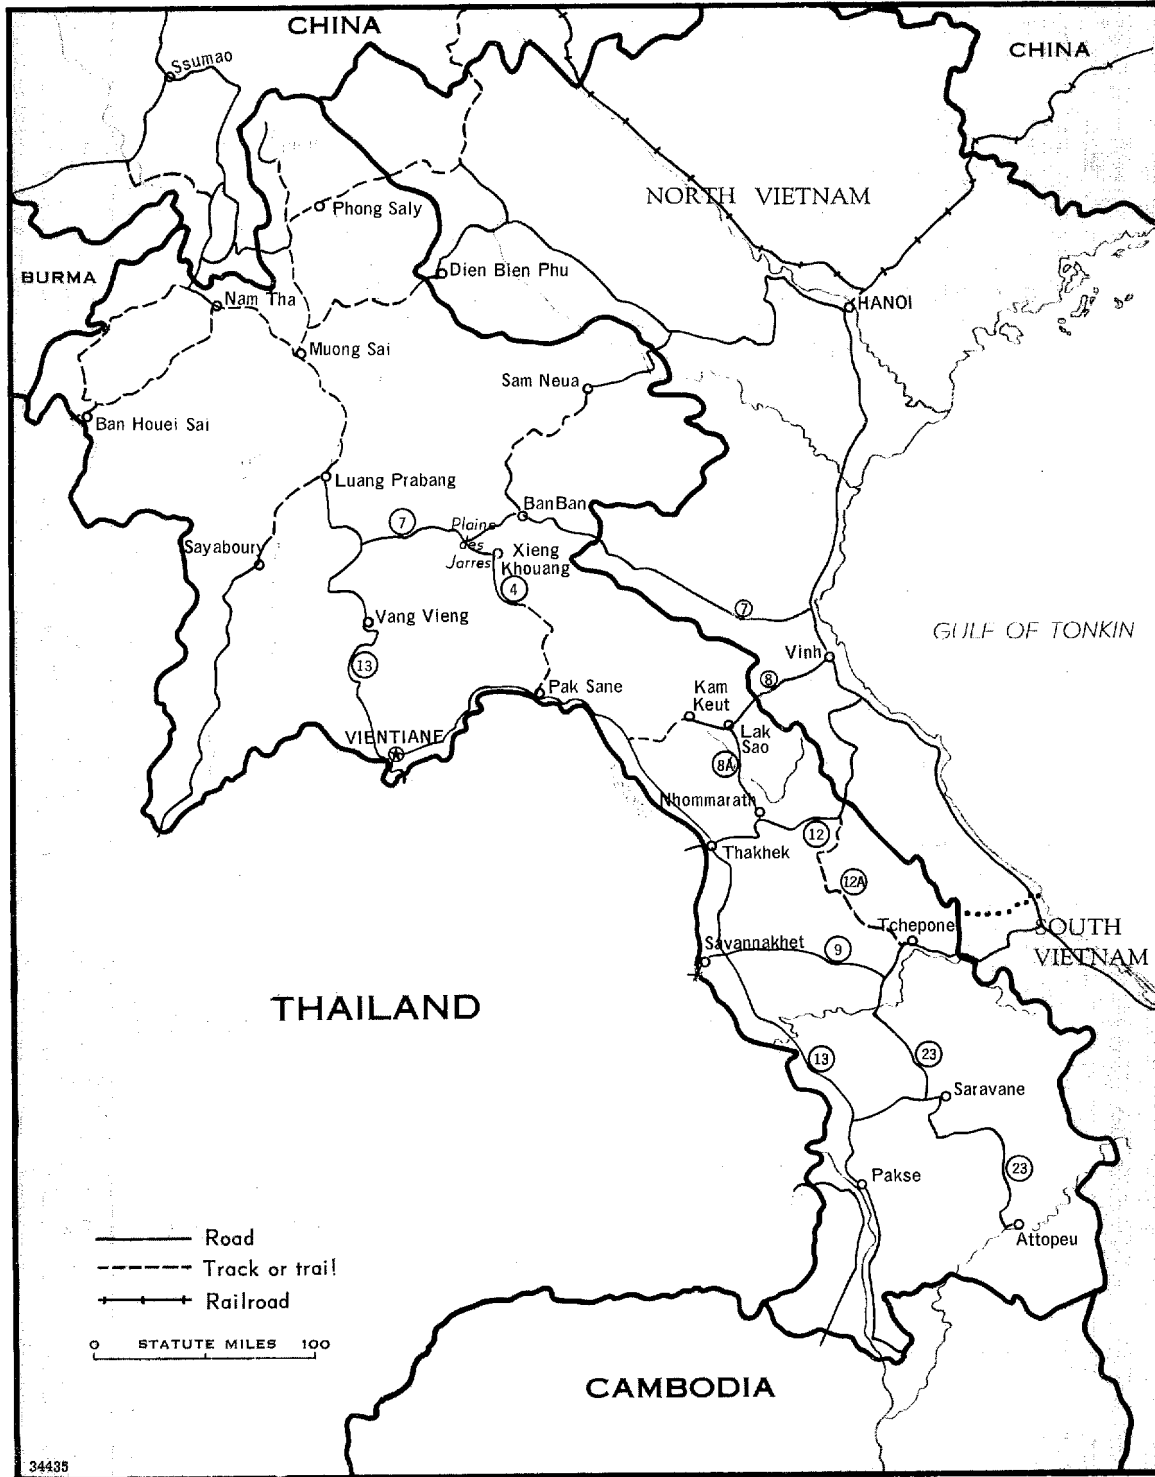 CHINA
CHINA
Ssumao
NORTH VIETNAM
Phong Saly
BURMA
Dien Bien Phu
Nam Tha
HANOI
Muong Sai
Sam Neua
Ban Houei Sai
Luang Prabang
BanBan
7
Plaine
des
Jarres
Xieng
Khouang
Sayaboury
4
7
Vang Vieng
GULF OF TONKIN
Vinh
13
8
Pak Sane
Kam
Keut
VIENTIANE
Lak
Sao
8A
Nhommarath
12
Thakhek
12A
Tchepone
SOUTH
VIETNAM
Savannakhet
9
THAILAND
13
23
Saravane
23
Pakse
Attopeu
Road
Track or trail
Railroad
0 STATUTE MILES 100
CAMBODIA
34435